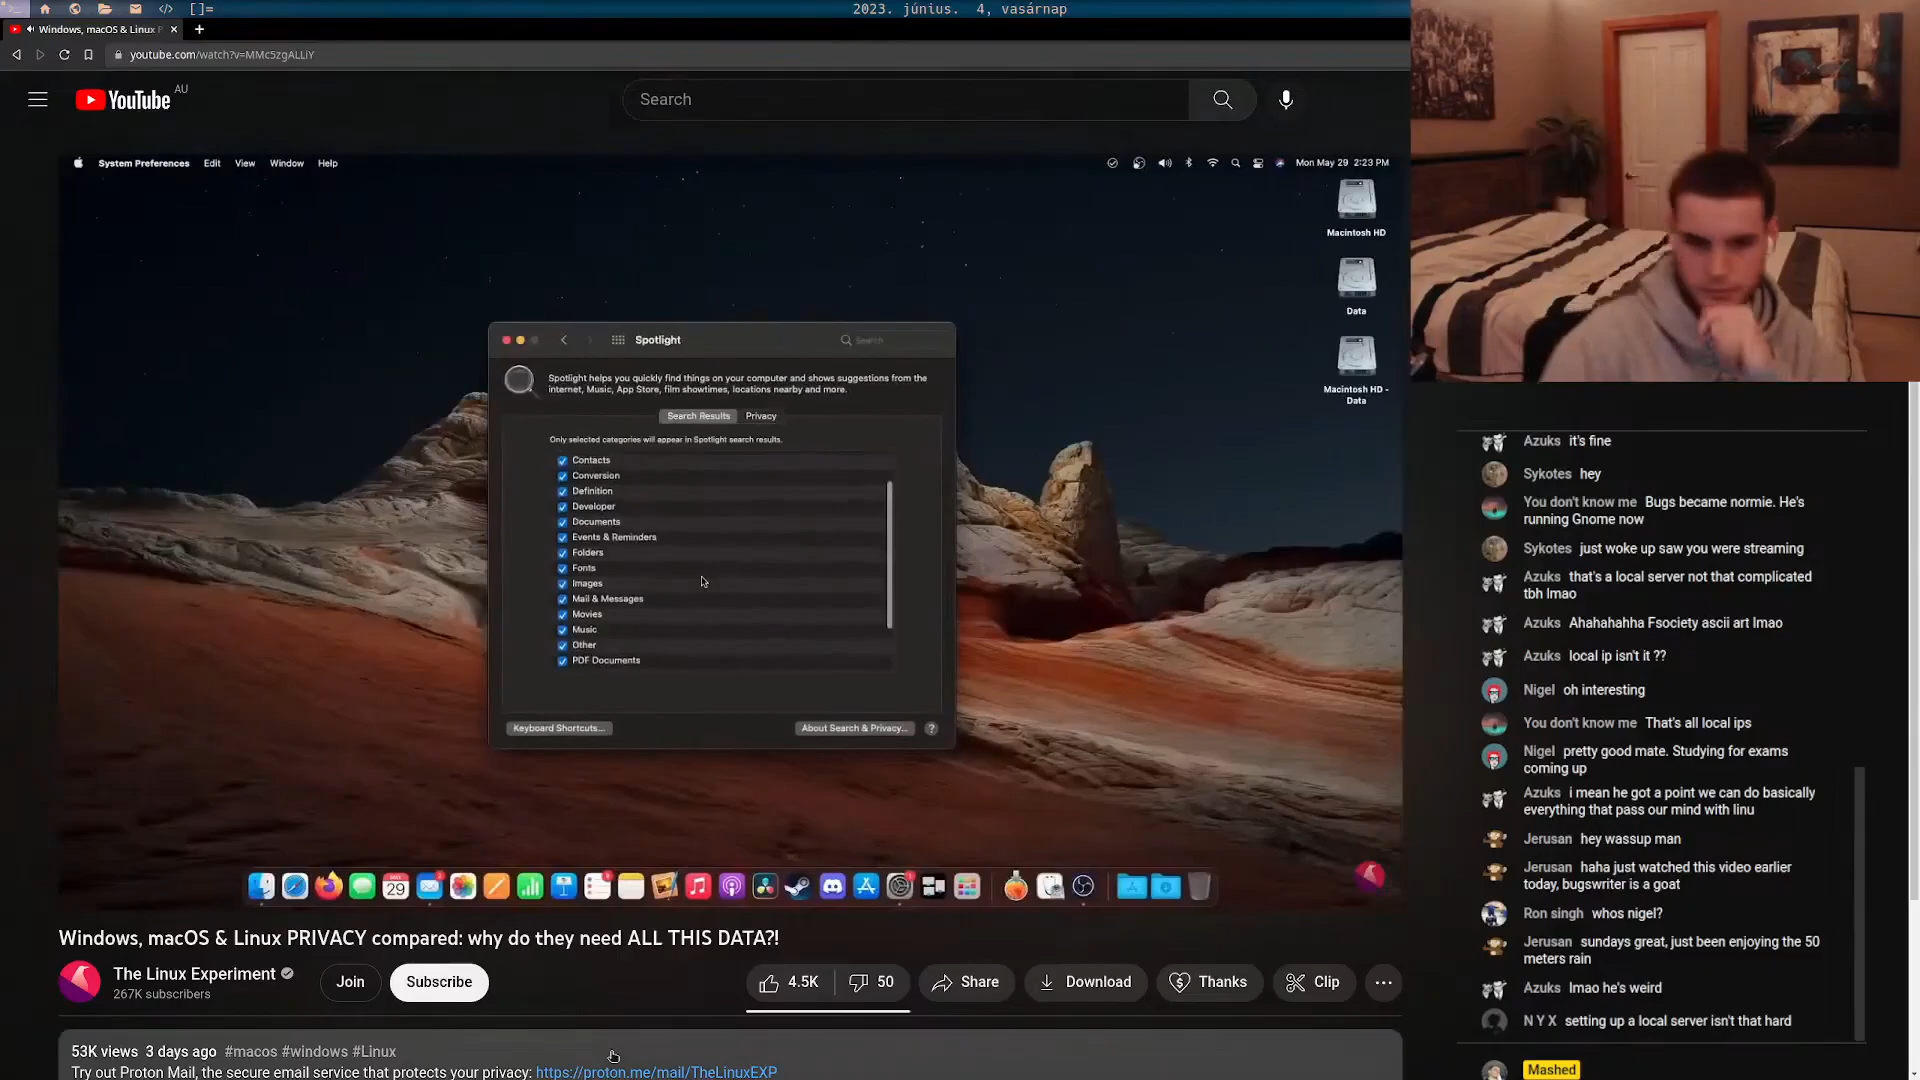 []=
2023. június. 4, vasárnap
Windows, macOS & Linux P
youtube.com/watch?v=MMc5zgALLiY
YouTube AU
Search
System Preferences Edit View Window Help
Mon May 29 2:23 PM
Macintosh HD
Data
Macintosh HD -
Data
Spotlight
Search
Spotlight helps you quickly find things on your computer and shows suggestions from the
internet, Music, App Store, film showtimes, locations nearby and more.
Search Results Privacy
Only selected categories will appear in Spotlight search results.
Contacts
Conversion
Definition
Developer
Documents
Events & Reminders
Folders
Fonts
Images
Mail & Messages
Movies
Music
Other
PDF Documents
Keyboard Shortcuts...
About Search & Privacy...
?
MAY
29
Windows, macOS & Linux PRIVACY compared: why do they need ALL THIS DATA?!
The Linux Experiment
267K subscribers
Join
Subscribe
4.5K
50
Share
Download
Thanks
Clip
53K views 3 days ago #macos #windows #Linux
Try out Proton Mail, the secure email service that protects your privacy: https://proton.me/mail/TheLinuxEXP
Azuks it's fine
Sykotes hey
You don't know me Bugs became normie. He's
running Gnome now
Sykotes just woke up saw you were streaming
Azuks that's a local server not that complicated
tbh lmao
Azuks Ahahahahha Fsociety ascii art lmao
Azuks local ip isn't it ??
Nigel oh interesting
You don't know me That's all local ips
Nigel pretty good mate. Studying for exams
coming up
Azuks i mean he got a point we can do basically
everything that pass our mind with linu
Jerusan hey wassup man
Jerusan haha just watched this video earlier
today, bugswriter is a goat
Ron singh whos nigel?
Jerusan sundays great, just been enjoying the 50
meters rain
Azuks lmao he's weird
N Y X setting up a local server isn't that hard
Mashed